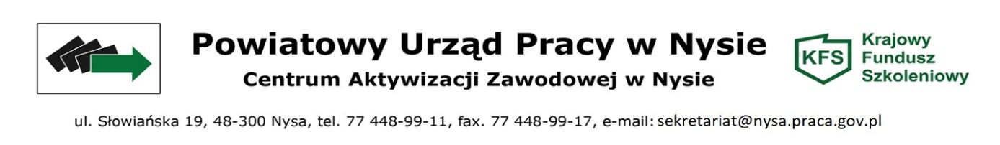 Powiatowy Urząd Pracy w Nysie
Centrum Aktywizacji Zawodowej w Nysie
KFS
Krajowy
Fundusz
Szkoleniowy
ul. Słowiańska 19, 48-300 Nysa, tel. 77 448-99-11, fax. 77 448-99-17, e-mail: sekretariat@nysa.praca.gov.pl